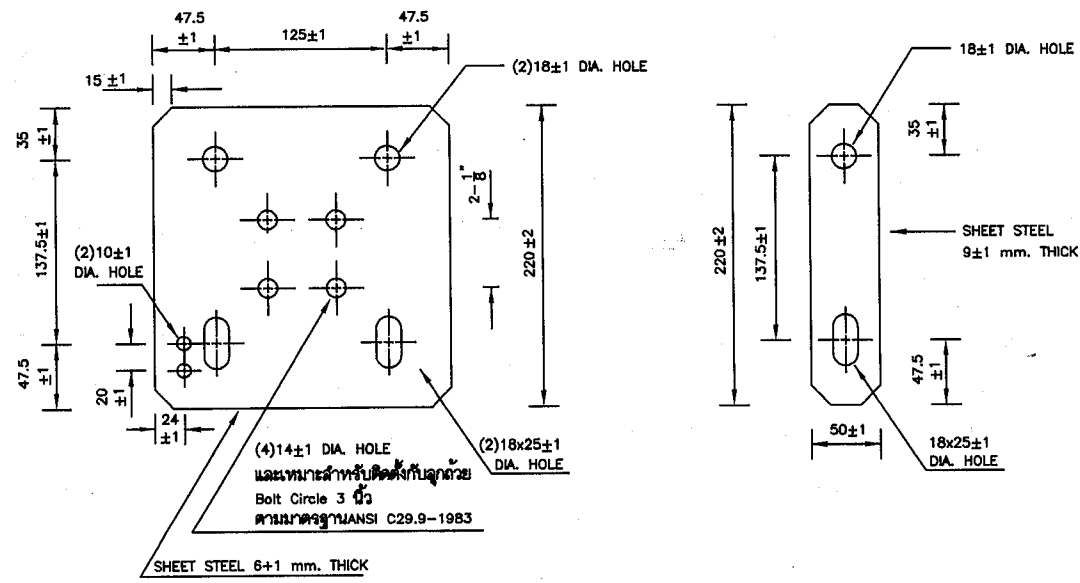 47.5
±1
125±1
47.5
±1
15±1
(2)18±1 DIA. HOLE
35
±1
137.5±1
47.5
±1
(2)10±1
DIA. HOLE
20
±1
24
±1
2-1/8"
220±2
(4)14±1 DIA. HOLE
และเหมาะสำหรับติดตั้งกับลูกถ้วย
Bolt Circle 3 นิ้ว
ตามมาตรฐานANSI C29.9-1983
(2)18x25±1
DIA. HOLE
SHEET STEEL 6+1 mm. THICK
18±1 DIA. HOLE
35
±1
220±2
137.5±1
SHEET STEEL
9±1 mm. THICK
47.5
±1
50±1
18x25±1
DIA. HOLE